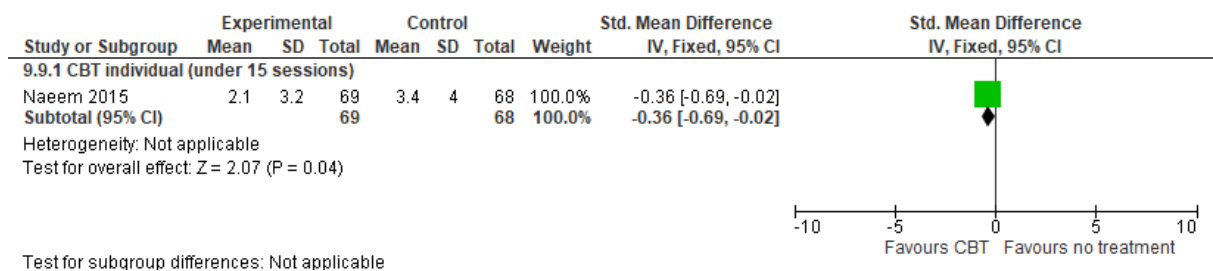 Experimental Control Std. Mean Difference Std. Mean Difference
Study or Subgroup Mean SD Total Mean SD Total Weight IV, Fixed, 95% CI IV, Fixed, 95% CI
9.9.1 CBT individual (under 15 sessions)
Naeem 2015 2.1 3.2 69 3.4 4 68 100.0% -0.36 [-0.69, -0.02]
Subtotal (95% CI) 69 68 100.0% -0.36 [-0.69, -0.02]
Heterogeneity: Not applicable
Test for overall effect: Z = 2.07 (P = 0.04)
-10 -5 0 5 10
Favours CBT Favours no treatment
Test for subgroup differences: Not applicable